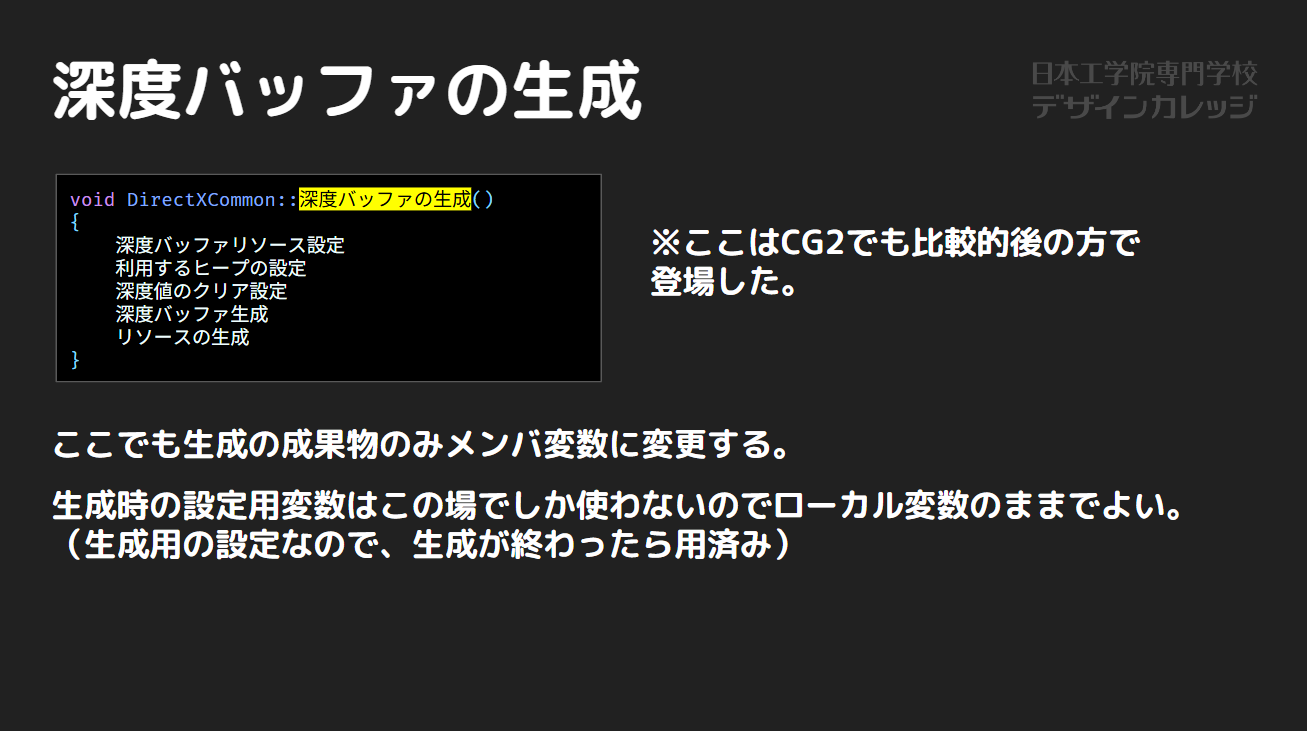 深度バッファの生成
日本工学院専門学校
デザインカレッジ
void DirectXCommon::深度バッファの生成()
{
深度バッファリソース設定
利用するヒープの設定
深度値のクリア設定
深度バッファ生成
リソースの生成
}
※ここはCG2でも比較的後の方で
登場した。
ここでも生成の成果物のみメンバ変数に変更する。
生成時の設定用変数はこの場でしか使わないのでローカル変数のままでよい。
（生成用の設定なので、生成が終わったら用済み）